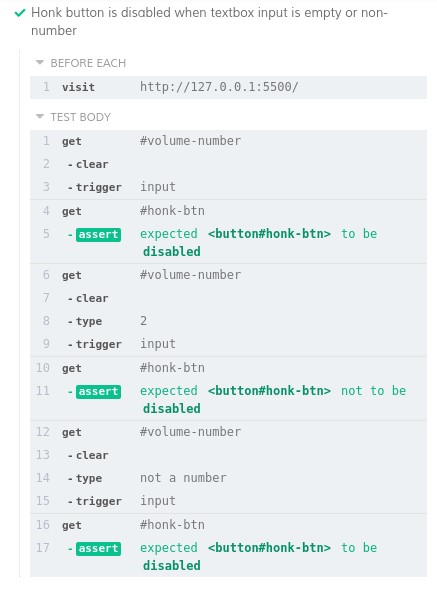 Honk button is disabled when textbox input is empty or non-
number
BEFORE EACH
1 visit http://127.0.0.1:5500/
TEST BODY
1 get #volume-number
2 -clear
3 -trigger input
4 get #honk-btn
5 -assert expected <button#honk-btn> to be
disabled
6 get #volume-number
7 -clear
8 -type 2
9 -trigger input
10 get #honk-btn
11 -assert expected <button#honk-btn> not to be
disabled
12 get #volume-number
13 -clear
14 -type not a number
15 -trigger input
16 get #honk-btn
17 -assert expected <button#honk-btn> to be
disabled